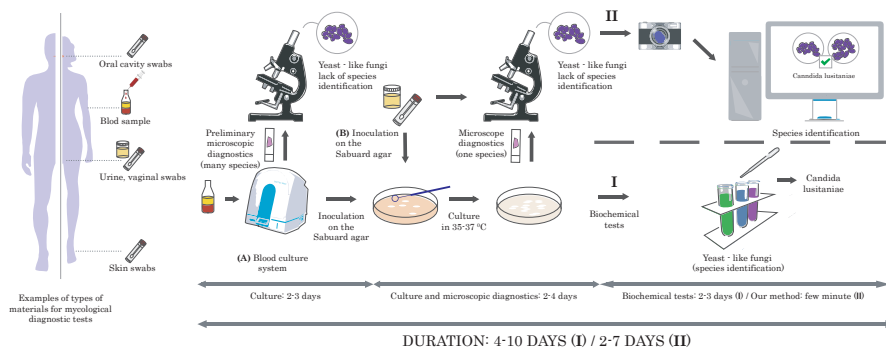 Oral cavity swabs
Blod sample
Urine, vaginal swabs
Skin swabs
Examples of types of
materials for mycological
diagnostic tests
Yeast - like fungi
lack of species
identification
Preliminary
microscopic
diagnostics
(many species)
(A) Blood culture
system
(B) Inoculation
on the
Sabuard agar
Inoculation
on the
Sabuard agar
Culture
in 35-37 °C
Microscope
diagnostics
(one species)
Yeast - like fungi
lack of species
identification
II
Canndida lusitaniae
Species identification
I
Biochemical
tests
Candida
lusitaniae
Yeast - like fungi
(species identification)
Culture: 2-3 days
Culture and microscopic diagnostics: 2-4 days
Biochemical tests: 2-3 days (I) / Our method: few minute (II)
DURATION: 4-10 DAYS (I) / 2-7 DAYS (II)